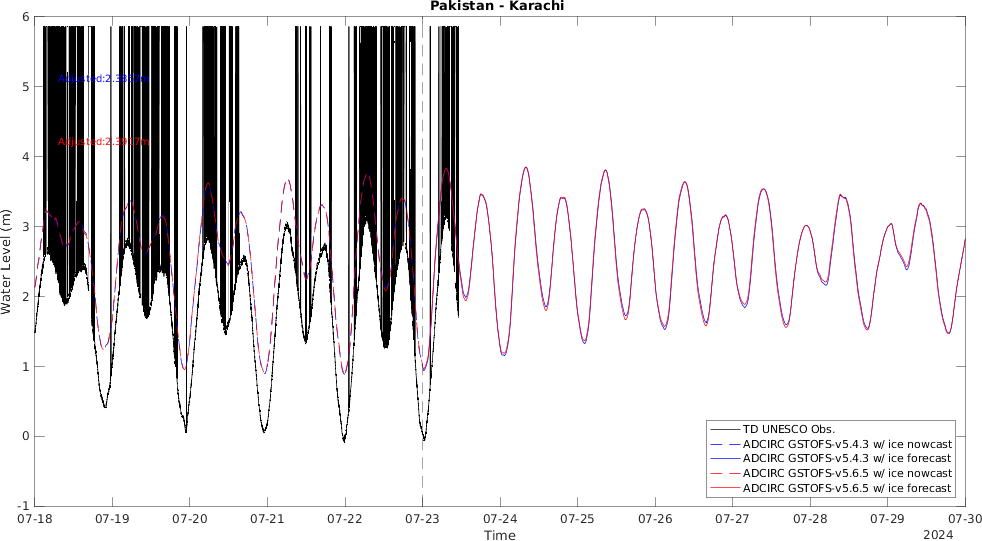 Pakistan - Karachi
6
5
4
3
2
1
0
-1
Water Level (m)
07-18 07-19 07-20 07-21 07-22 07-23 07-24 07-25 07-26 07-27 07-28 07-29 07-30
Time
2024
TD UNESCO Obs.
ADCIRC GSTOFS-v5.4.3 w/ ice nowcast
ADCIRC GSTOFS-v5.4.3 w/ ice forecast
ADCIRC GSTOFS-v5.6.5 w/ ice nowcast
ADCIRC GSTOFS-v5.6.5 w/ ice forecast